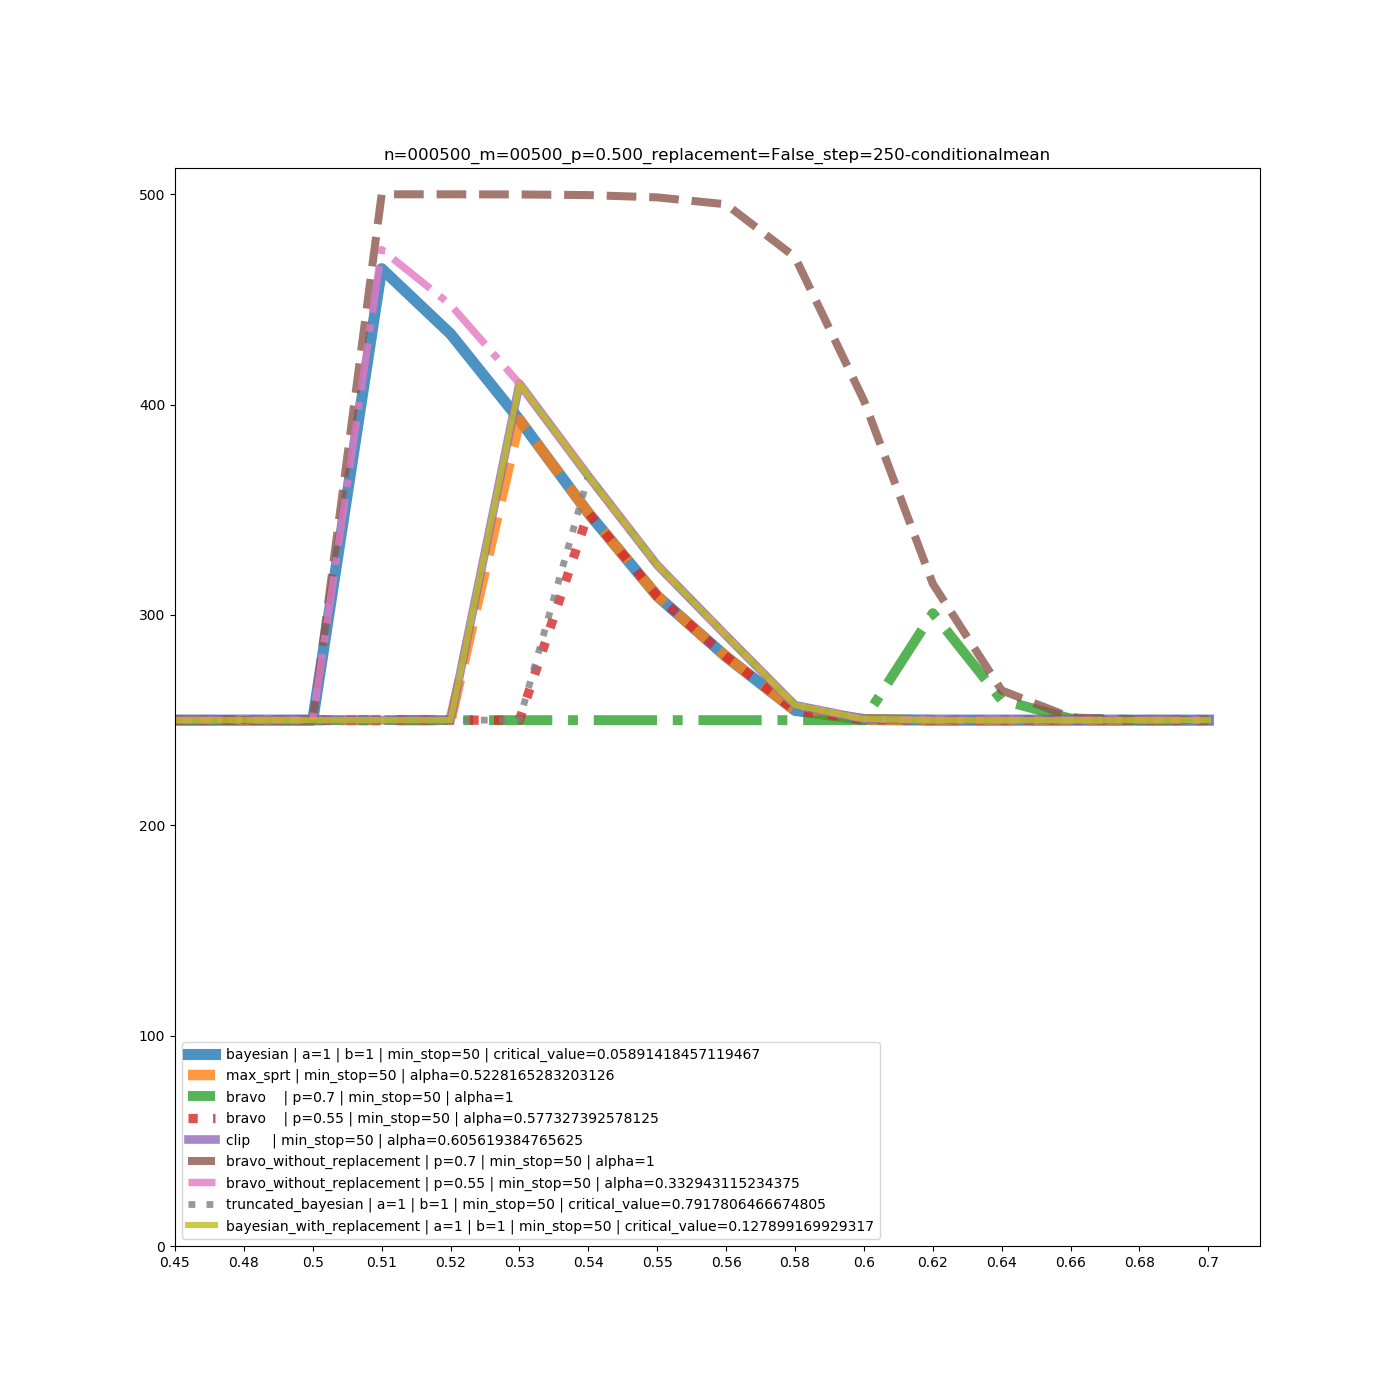 n=000500_m=00500_p=0.500_replacement=False_step=250-conditionalmean
500
400
300
200
100
0
bayesian | a=1 | b=1 | min_stop=50 | critical_value=0.05891418457119467
max_sprt | min_stop=50 | alpha=0.5228165283203126
bravo    | p=0.7 | min_stop=50 | alpha=1
bravo    | p=0.55 | min_stop=50 | alpha=0.577327392578125
clip     | min_stop=50 | alpha=0.605619384765625
bravo_without_replacement | p=0.7 | min_stop=50 | alpha=1
bravo_without_replacement | p=0.55 | min_stop=50 | alpha=0.332943115234375
truncated_bayesian | a=1 | b=1 | min_stop=50 | critical_value=0.7917806466674805
bayesian_with_replacement | a=1 | b=1 | min_stop=50 | critical_value=0.127899169929317
0.45 0.48 0.5 0.51 0.52 0.53 0.54 0.55 0.56 0.58 0.6 0.62 0.64 0.66 0.68 0.7